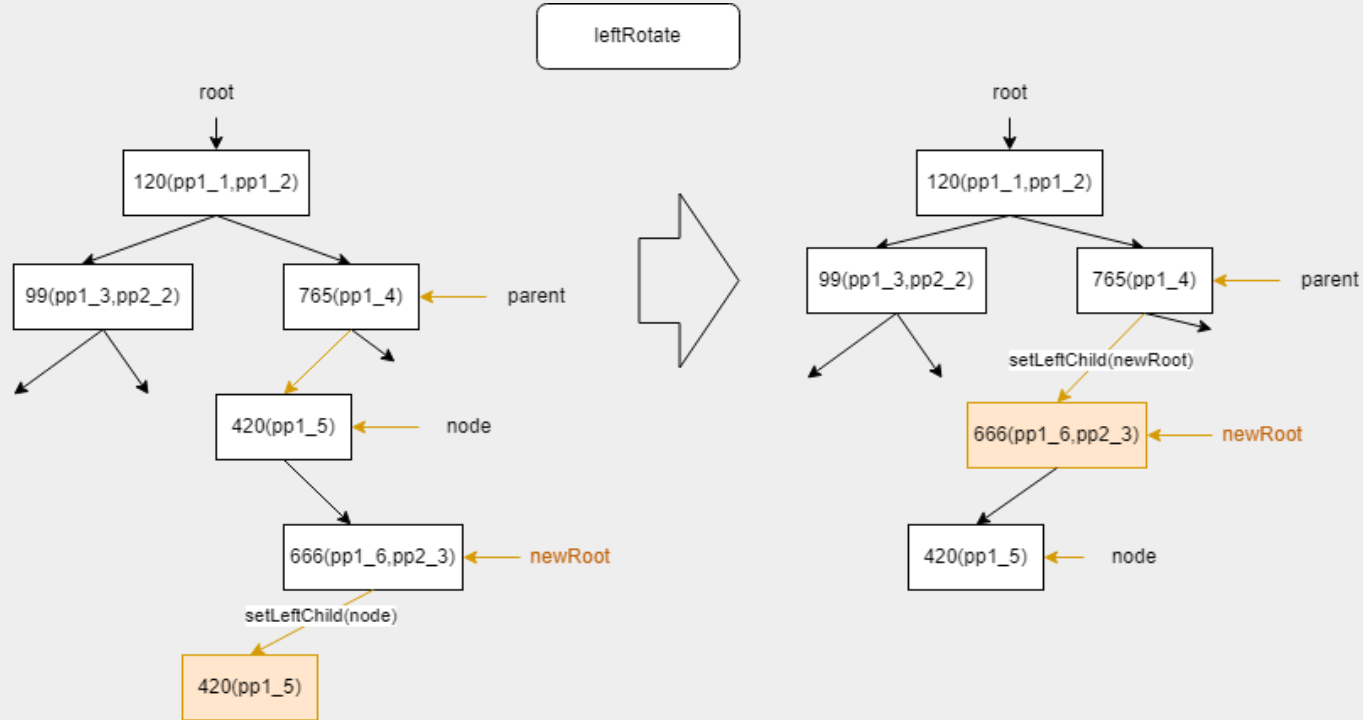 leftRotate
root
120(pp1_1,pp1_2)
99(pp1_3,pp2_2)
765(pp1_4)
parent
420(pp1_5)
node
666(pp1_6,pp2_3)
newRoot
setLeftChild(node)
420(pp1_5)
root
120(pp1_1,pp1_2)
99(pp1_3,pp2_2)
765(pp1_4)
parent
setLeftChild(newRoot)
666(pp1_6,pp2_3)
newRoot
420(pp1_5)
node